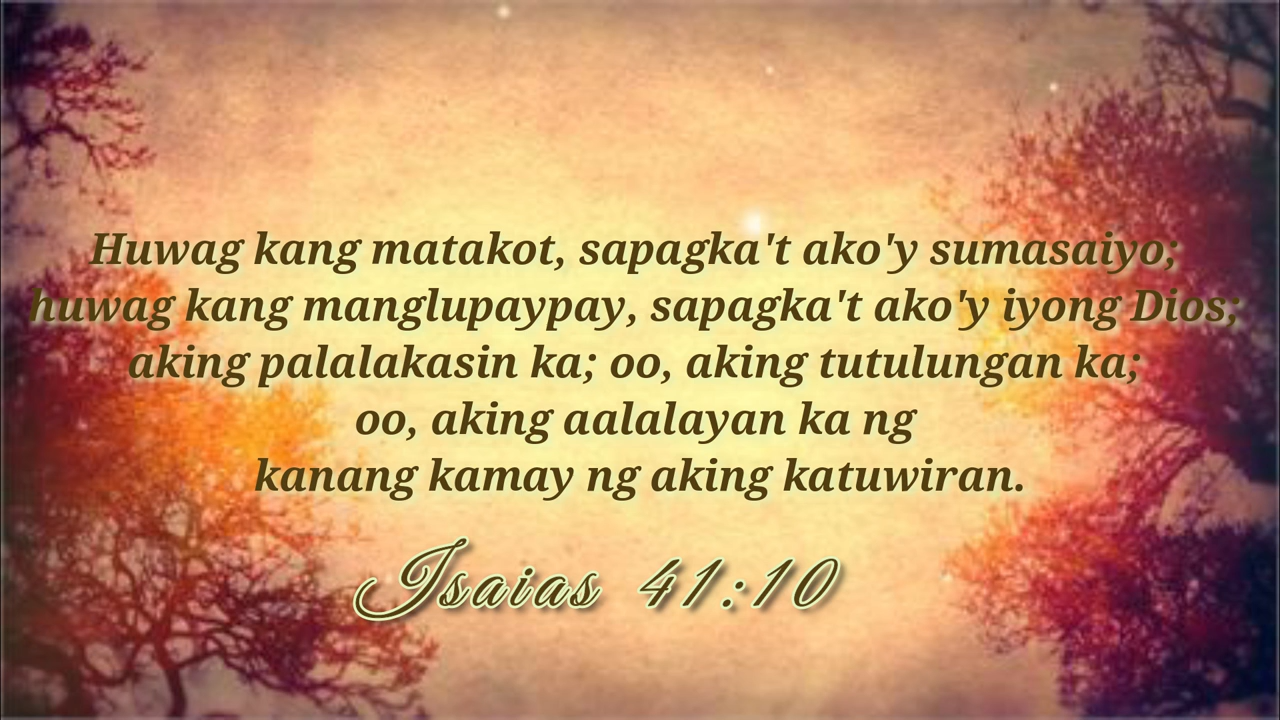 Huwag kang matakot, sapagka't ako'y sumasaiyo;
huwag kang manglupaypay, sapagka't ako'y iyong Dios;
aking palalakasin ka; oo, aking tutulungan ka;
oo, aking aalalayan ka ng
kanang kamay ng aking katuwiran.
Isaias 41:10